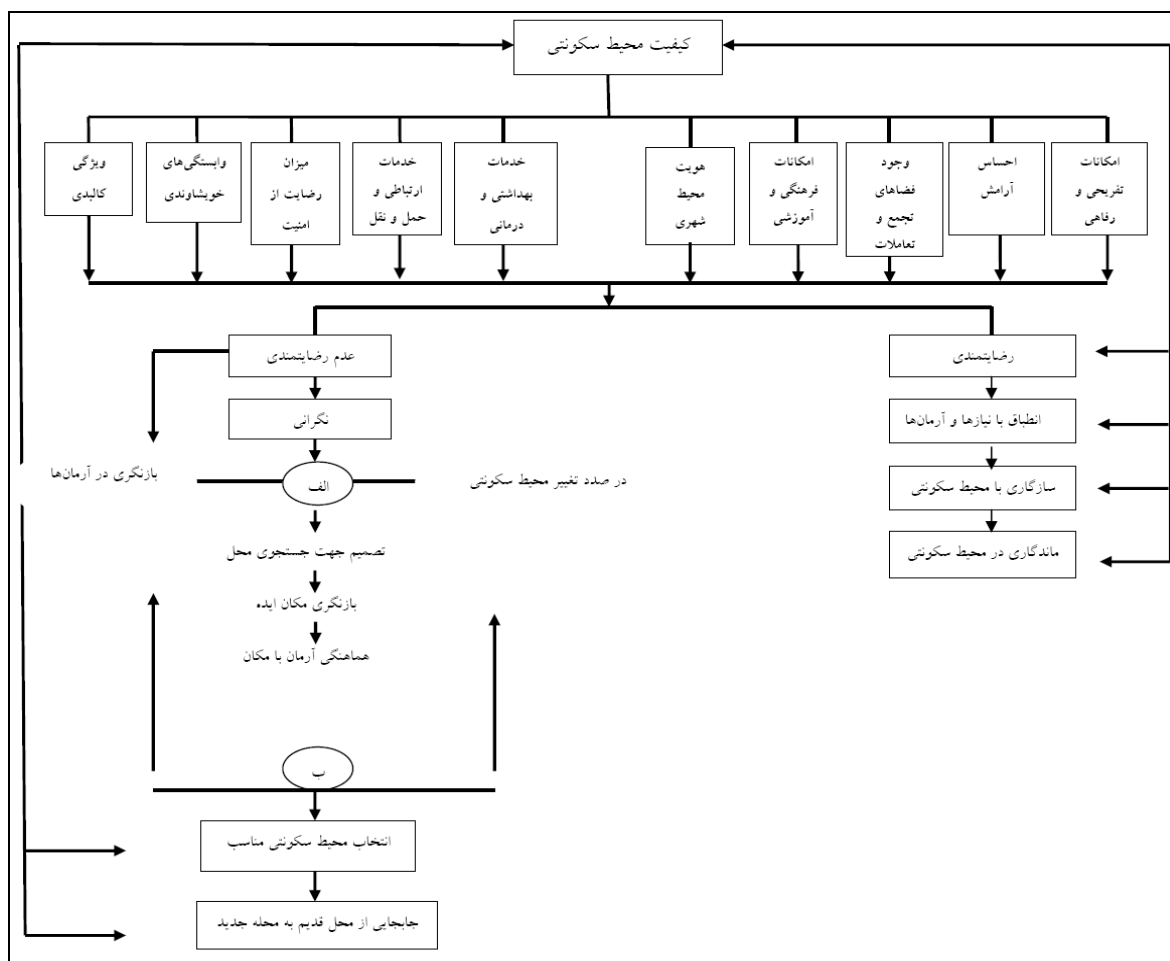 کیفیت محیط سکونتی
امکانات
تفریحی و
رفاهی
احساس
آرامش
وجود
فضاهای
تجمع و
تعاملات
امکانات
فرهنگی و
آموزشی
هویت
محیط
شهری
خدمات
بهداشتی و
درمانی
خدمات
ارتباطی و
حمل و نقل
میزان
رضایت از
امنیت
وابستگی‌های
خویشاوندی
ویژگی
کالبدی
رضایتمندی
انطباق با نیازها و آرمان‌ها
سازگاری با محیط سکونتی
ماندگاری در محیط سکونتی
عدم رضایتمندی
نگرانی
در صدد تغییر محیط سکونتی
الف
بازنگری در آرمان‌ها
تصمیم جهت جستجوی محل
بازنگری مکان ایده
هماهنگی آرمان با مکان
ب
انتخاب محیط سکونتی مناسب
جابجایی از محل قدیم به محله جدید